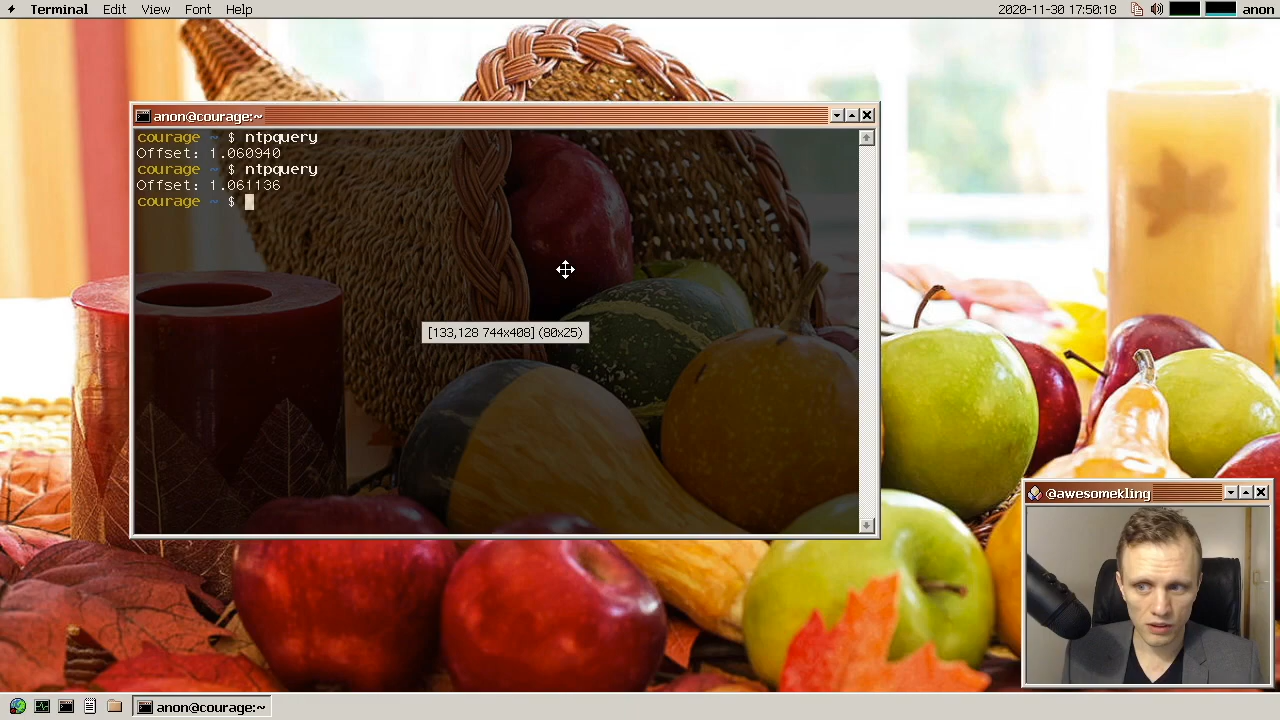 Terminal Edit View Font Help 2020-11-30 17:50:18 anon
anon@courage:~
courage ~ $ ntpquery
Offset: 1.060940
courage ~ $ ntpquery
Offset: 1.061136
courage ~ $
[133,128 744x408] (80x25)
@awesomekling
anon@courage:~